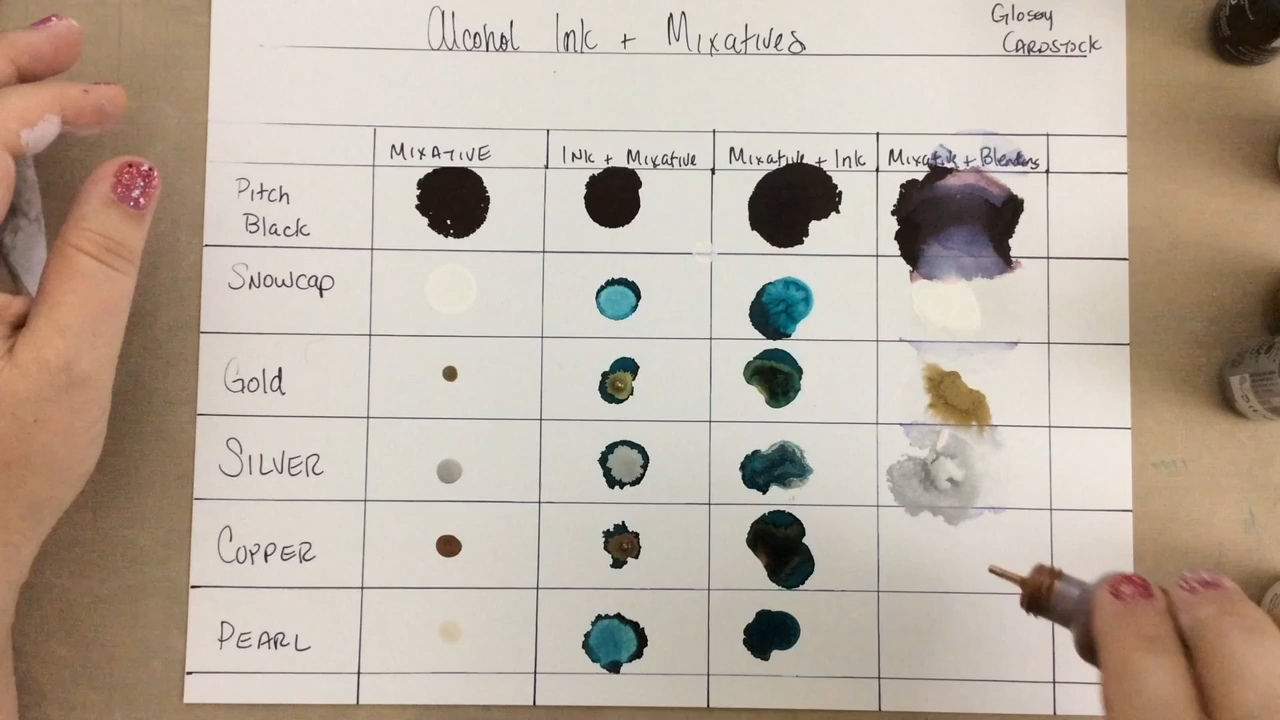 Alcohol Ink + Mixatives
Glossy
CARDSTOCK
MIXATIVE
INK + MIXATIVE
MIXATIVE + INK
MIXATIVE + BLENDERS
Pitch
Black
SNOWCAP
GOLD
SILVER
COPPER
PEARL